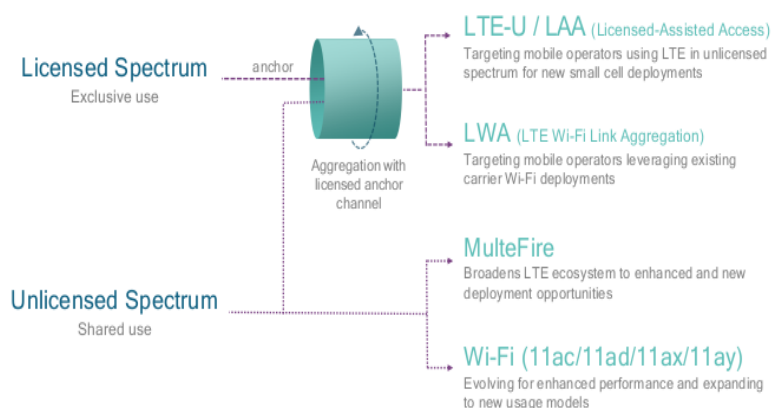 LTE-U / LAA (Licensed-Assisted Access)
Targeting mobile operators using LTE in unlicensed
spectrum for new small cell deployments
Licensed Spectrum
Exclusive use
anchor
Aggregation with
licensed anchor
channel
LWA (LTE Wi-Fi Link Aggregation)
Targeting mobile operators leveraging existing
carrier Wi-Fi deployments
Unlicensed Spectrum
Shared use
MulteFire
Broadens LTE ecosystem to enhanced and new
deployment opportunities
Wi-Fi (11ac/11ad/11ax/11ay)
Evolving for enhanced performance and expanding
to new usage models